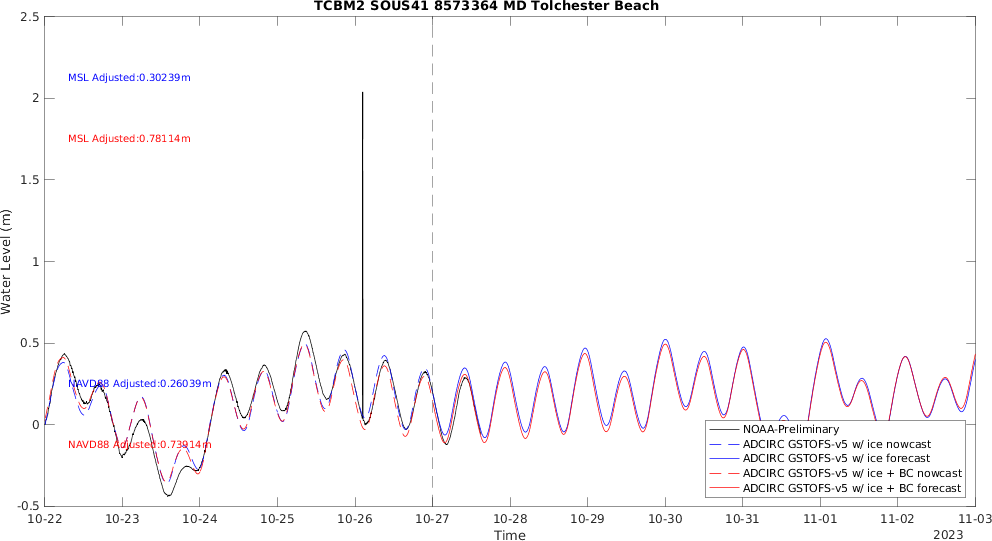 TCBM2 SOUS41 8573364 MD Tolchester Beach
2.5
2
1.5
1
0.5
0
-0.5
Water Level (m)
MSL Adjusted:0.30239m
MSL Adjusted:0.78114m
NAVD88 Adjusted:0.26039m
NAVD88 Adjusted:0.73914m
NOAA-Preliminary
ADCIRC GSTOFS-v5 w/ ice nowcast
ADCIRC GSTOFS-v5 w/ ice forecast
ADCIRC GSTOFS-v5 w/ ice + BC nowcast
ADCIRC GSTOFS-v5 w/ ice + BC forecast
10-22 10-23 10-24 10-25 10-26 10-27 10-28 10-29 10-30 10-31 11-01 11-02 11-03
Time
2023